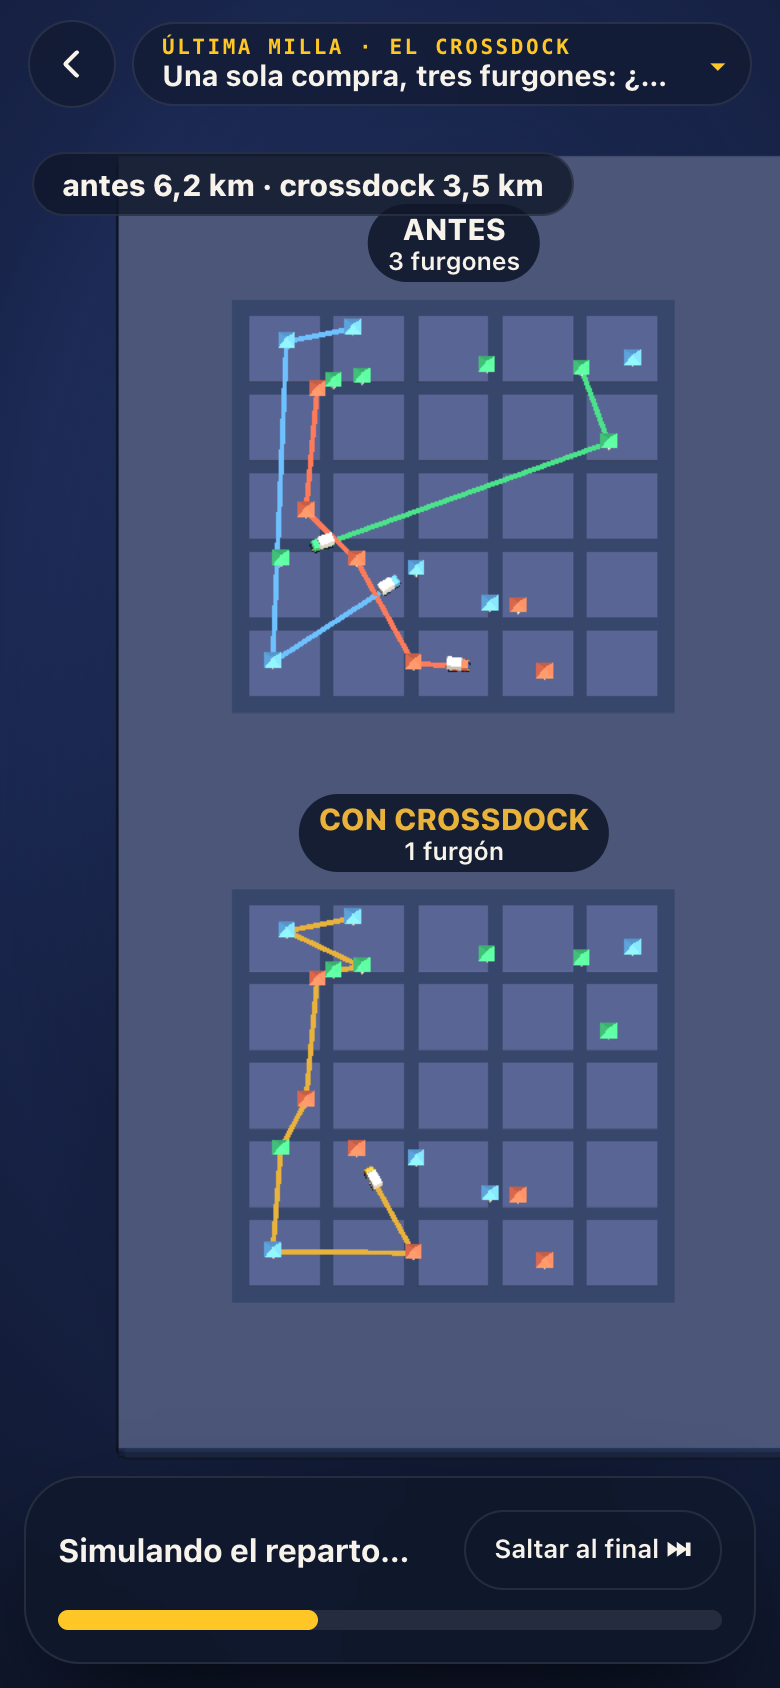 ÚLTIMA MILLA · EL CROSSDOCK
Una sola compra, tres furgones: ¿...
antes 6,2 km · crossdock 3,5 km
ANTES
3 furgones
CON CROSSDOCK
1 furgón
Simulando el reparto...
Saltar al final ⏭